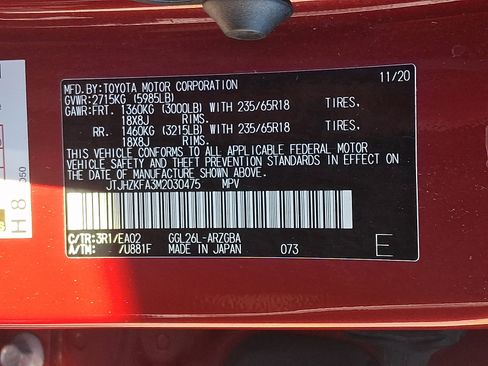 MFD.BY:TOYOTA MOTOR CORPORATION 11/20
GVWR:2715KG (5985LB)
GAWR:FRT. 1360KG (3000LB) WITH 235/65R18 TIRES,
18X8J RIMS.
RR. 1460KG (3215LB) WITH 235/65R18 TIRES,
18X8J RIMS.
THIS VEHICLE CONFORMS TO ALL APPLICABLE FEDERAL MOTOR
VEHICLE SAFETY AND THEFT PREVENTION STANDARDS IN EFFECT ON
THE DATE OF MANUFACTURE SHOWN ABOVE.
JTJHZKFA3M2030475 MPV
C/TR:3R1/EA02 GGL26L-ARZGBA
A/TM: -/U881F MADE IN JAPAN 073 E
H8